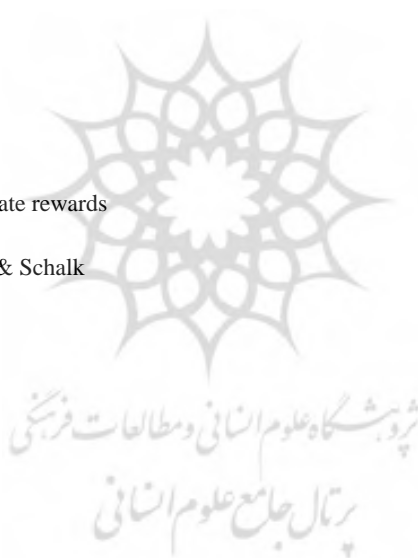 ate rewards
& Schalk
پژوهشگاه علوم انسانی و مطالعات فرهنگی
پرتال جامع علوم انسانی